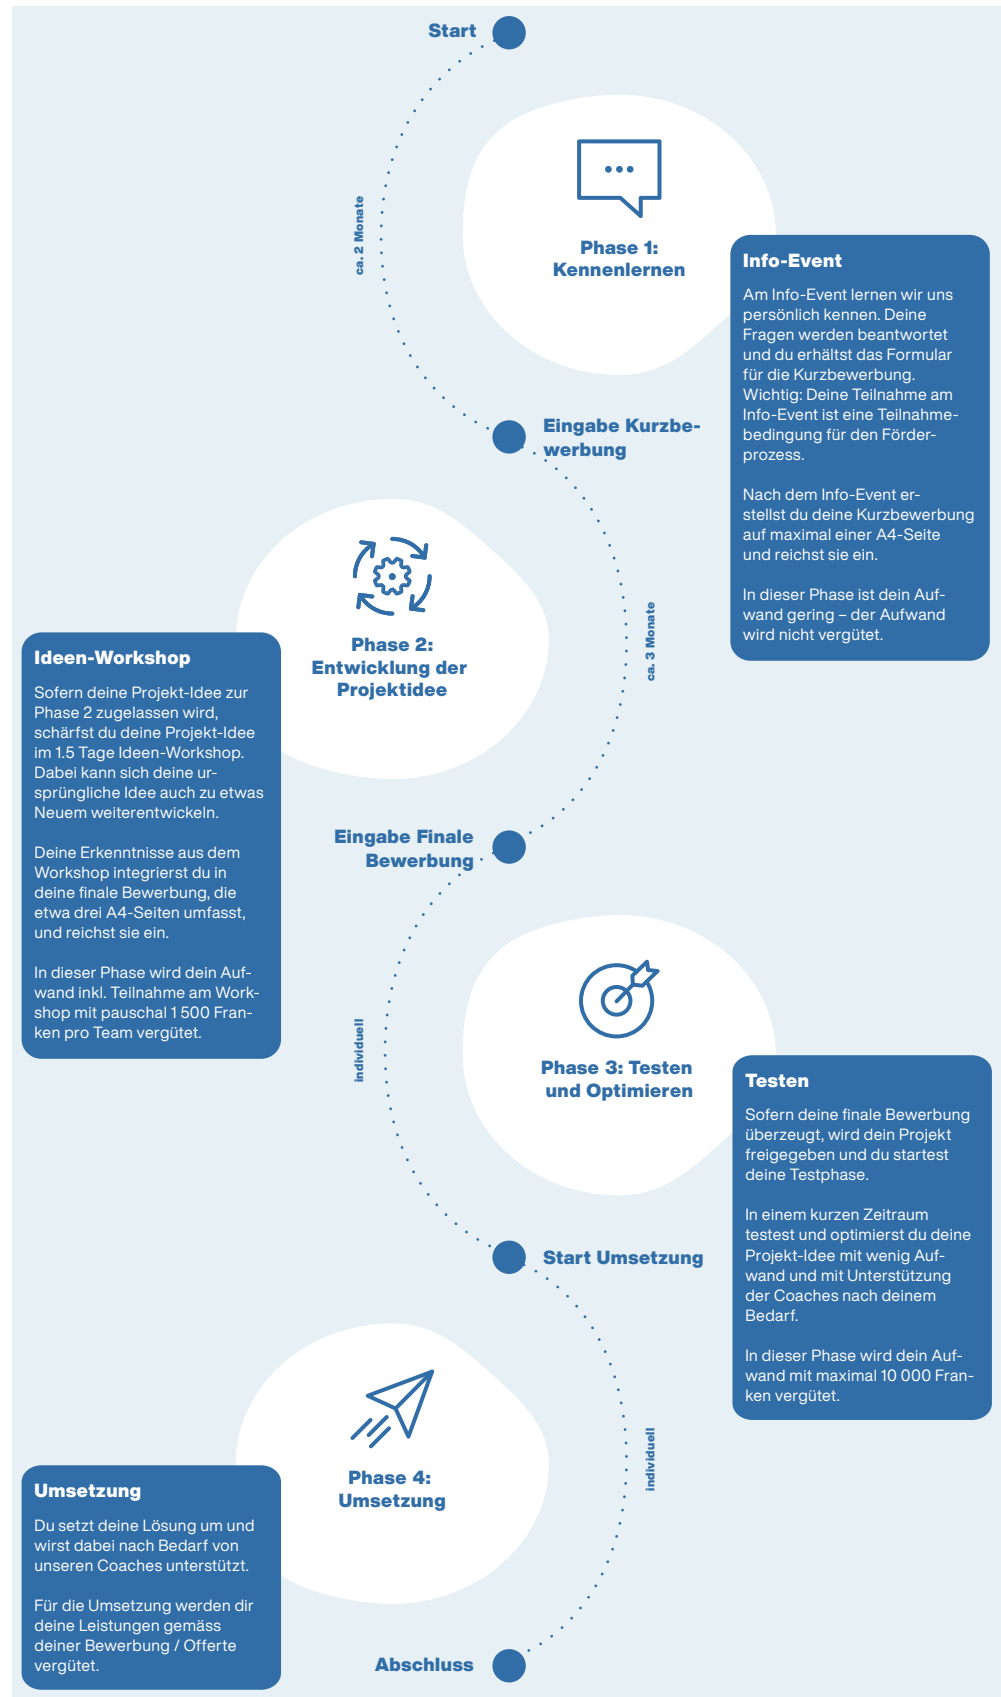 Start
ca. 2 Monate
Phase 1:
Kennenlernen
Info-Event
Am Info-Event lernen wir uns
persönlich kennen. Deine
Fragen werden beantwortet
und du erhältst das Formular
für die Kurzbewerbung.
Wichtig: Deine Teilnahme am
Info-Event ist eine Teilnahme-
bedingung für den Förder-
prozess.
Nach dem Info-Event er-
stellst du deine Kurzbewerbung
auf maximal einer A4-Seite
und reichst sie ein.
In dieser Phase ist dein Auf-
wand gering – der Aufwand
wird nicht vergütet.
Eingabe Kurzbe-
werbung
ca. 3 Monate
Phase 2:
Entwicklung der
Projektidee
Ideen-Workshop
Sofern deine Projekt-Idee zur
Phase 2 zugelassen wird,
schärfst du deine Projekt-Idee
im 1.5 Tage Ideen-Workshop.
Dabei kann sich deine ur-
sprüngliche Idee auch zu etwas
Neuem weiterentwickeln.
Deine Erkenntnisse aus dem
Workshop integrierst du in
deine finale Bewerbung, die
etwa drei A4-Seiten umfasst,
und reichst sie ein.
In dieser Phase wird dein Auf-
wand inkl. Teilnahme am Work-
shop mit pauschal 1 500 Fran-
ken pro Team vergütet.
Eingabe Finale
Bewerbung
individuell
Phase 3: Testen
und Optimieren
Testen
Sofern deine finale Bewerbung
überzeugt, wird dein Projekt
freigegeben und du startest
deine Testphase.
In einem kurzen Zeitraum
testest und optimierst du deine
Projekt-Idee mit wenig Auf-
wand und mit Unterstützung
der Coaches nach deinem
Bedarf.
In dieser Phase wird dein Auf-
wand mit maximal 10 000 Fran-
ken vergütet.
Start Umsetzung
individuell
Phase 4:
Umsetzung
Umsetzung
Du setzt deine Lösung um und
wirst dabei nach Bedarf von
unseren Coaches unterstützt.
Für die Umsetzung werden dir
deine Leistungen gemäss
deiner Bewerbung / Offerte
vergütet.
Abschluss